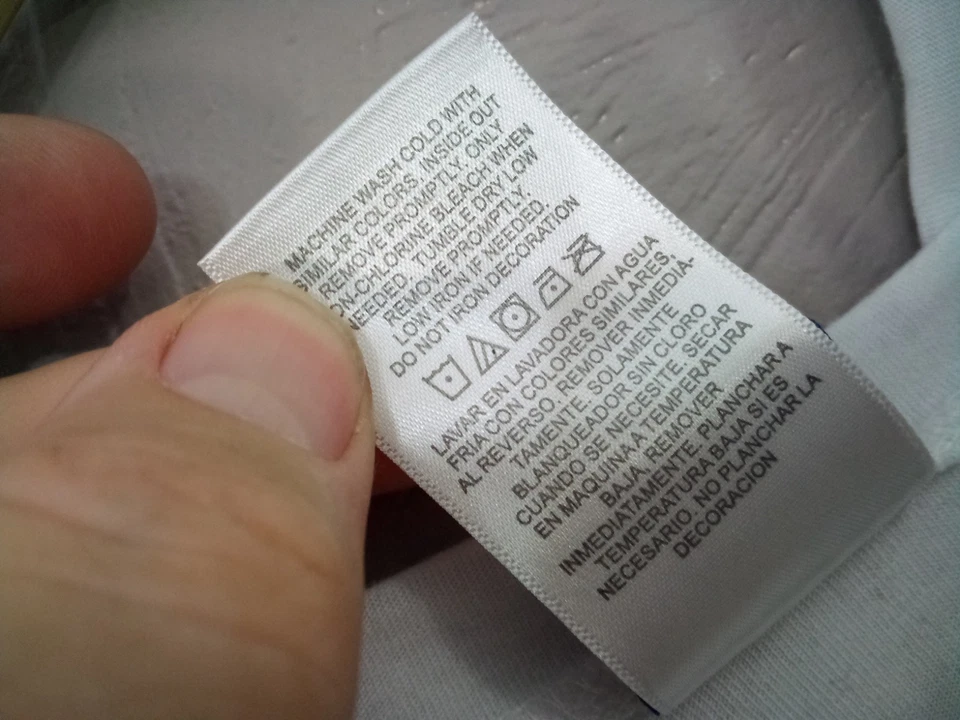 MACHINE WASH COLD WITH
SIMILAR COLORS. INSIDE OUT
REMOVE PROMPTLY. ONLY
ON-CHLORINE BLEACH WHEN
NEEDED. TUMBLE DRY LOW
REMOVE PROMPTLY.
LOW IRON IF NEEDED.
DO NOT IRON DECORATION
LAVAR EN LAVADORA CON AGUA
FRIA CON COLORES SIMILARES,
AL REVERSO. REMOVER INMEDIÀ-
TAMENTE. SOLAMENTE
BLANQUEADOR SIN CLORO
CUANDO SE NECESITE. SECAR
EN MAQUINA A TEMPERATURA
BAJA, REMOVER
INMEDIATAMENTE. PLANCHAR A
TEMPERATURA BAJA SI ES
NECESARIO. NO PLANCHAR LA
DECORACION